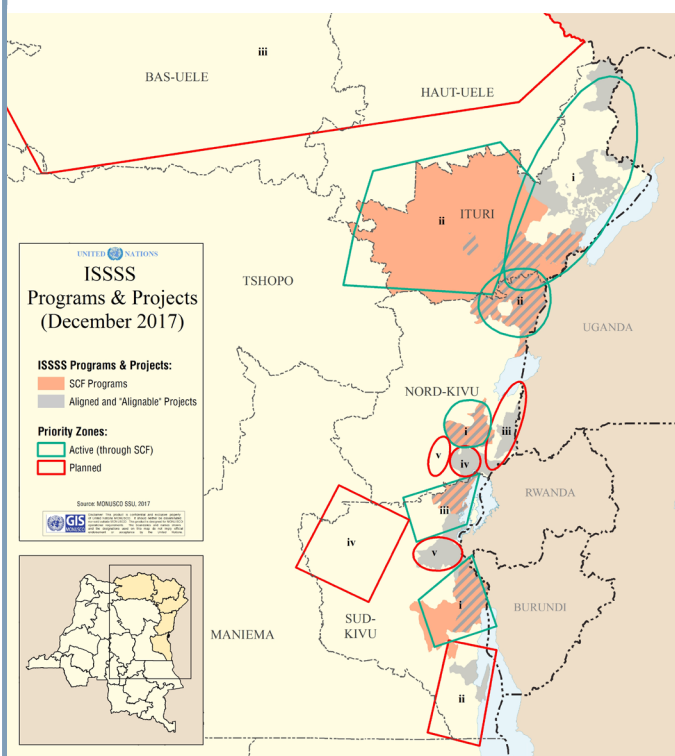 iii
BAS-UELE
HAUT-UELE
i
ii
ITURI
UNITED NATIONS
ISSSS
Programs & Projects
(December 2017)
TSHOPO
ii
UGANDA
ISSSS Programs & Projects:
SCF Programs
Aligned and "Alignable" Projects
NORD-KIVU
Priority Zones:
Active (through SCF)
Planned
i
iii
v
iv
RWANDA
Source: MONUSCO SSU, 2017
GIS
MONUSCO
iii
iv
v
i
BURUNDI
SUD-
KIVU
MANIEMA
ii